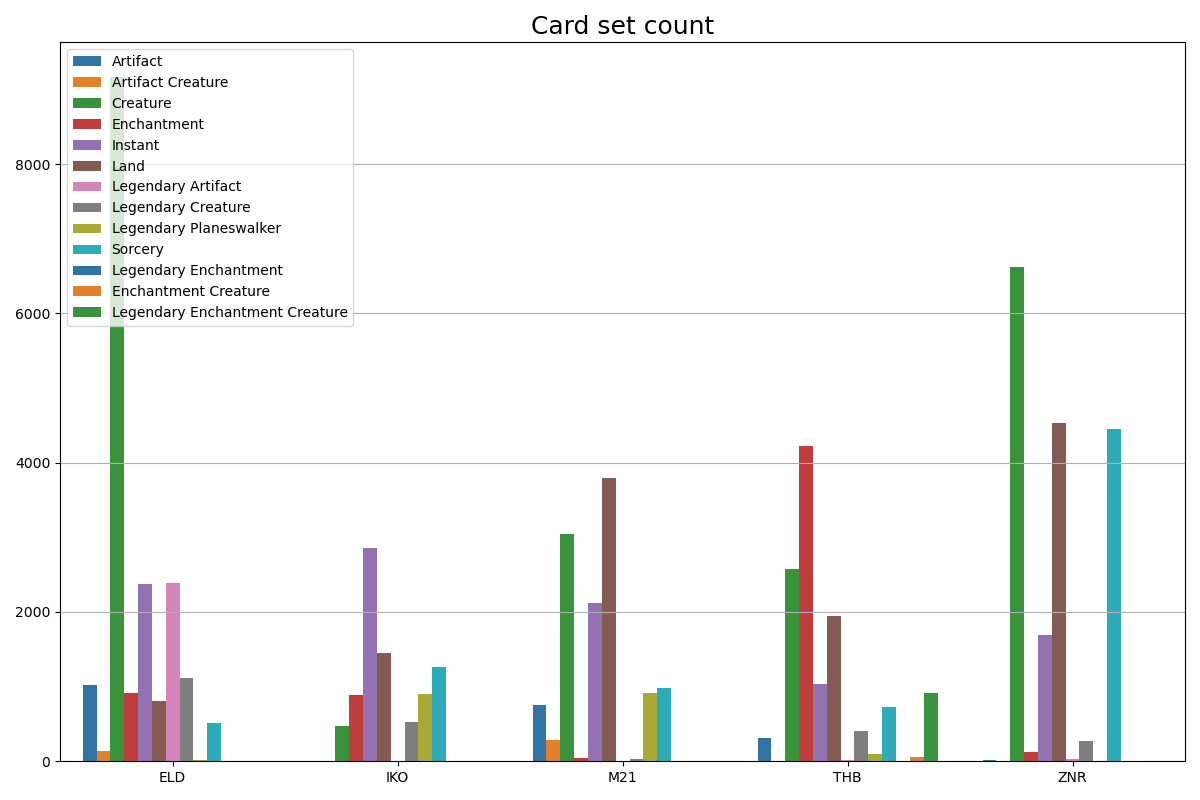 Card set count
Artifact
Artifact Creature
Creature
Enchantment
Instant
Land
Legendary Artifact
Legendary Creature
Legendary Planeswalker
Sorcery
Legendary Enchantment
Enchantment Creature
Legendary Enchantment Creature
8000
6000
4000
2000
0
ELD IKO M21 THB ZNR